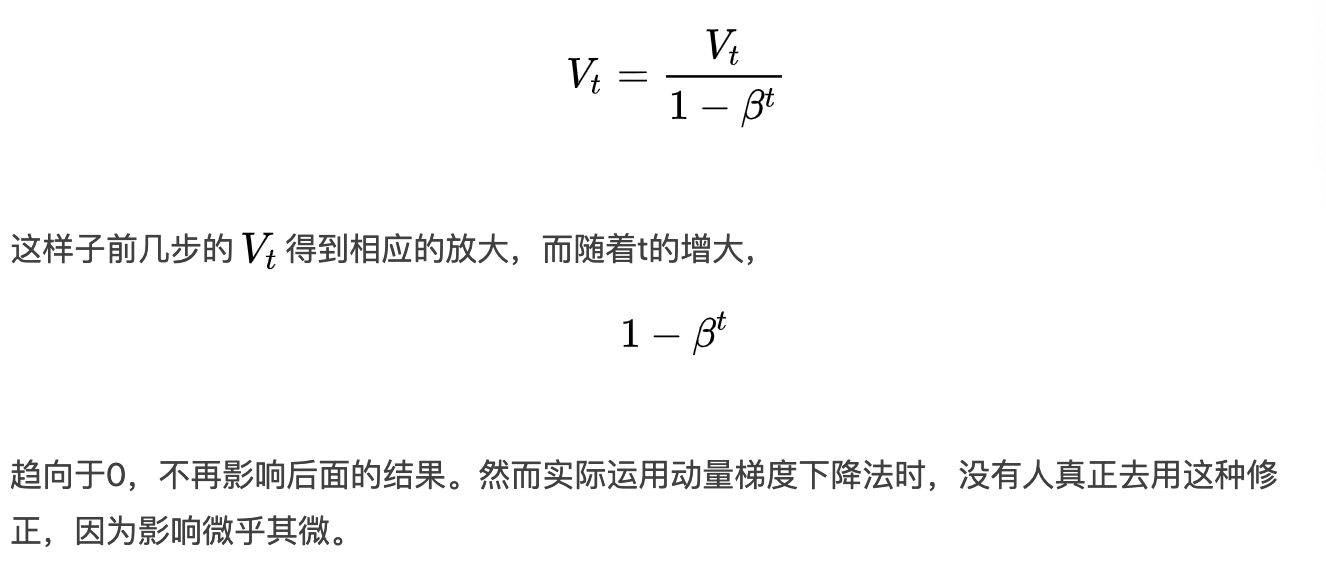 V_t = \frac{V_t}{1 - β^t}
这样子前几步的 V_t 得到相应的放大，而随着t的增大，
1 - β^t
趋向于0，不再影响后面的结果。然而实际运用动量梯度下降法时，没有人真正去用这种修
正，因为影响微乎其微。